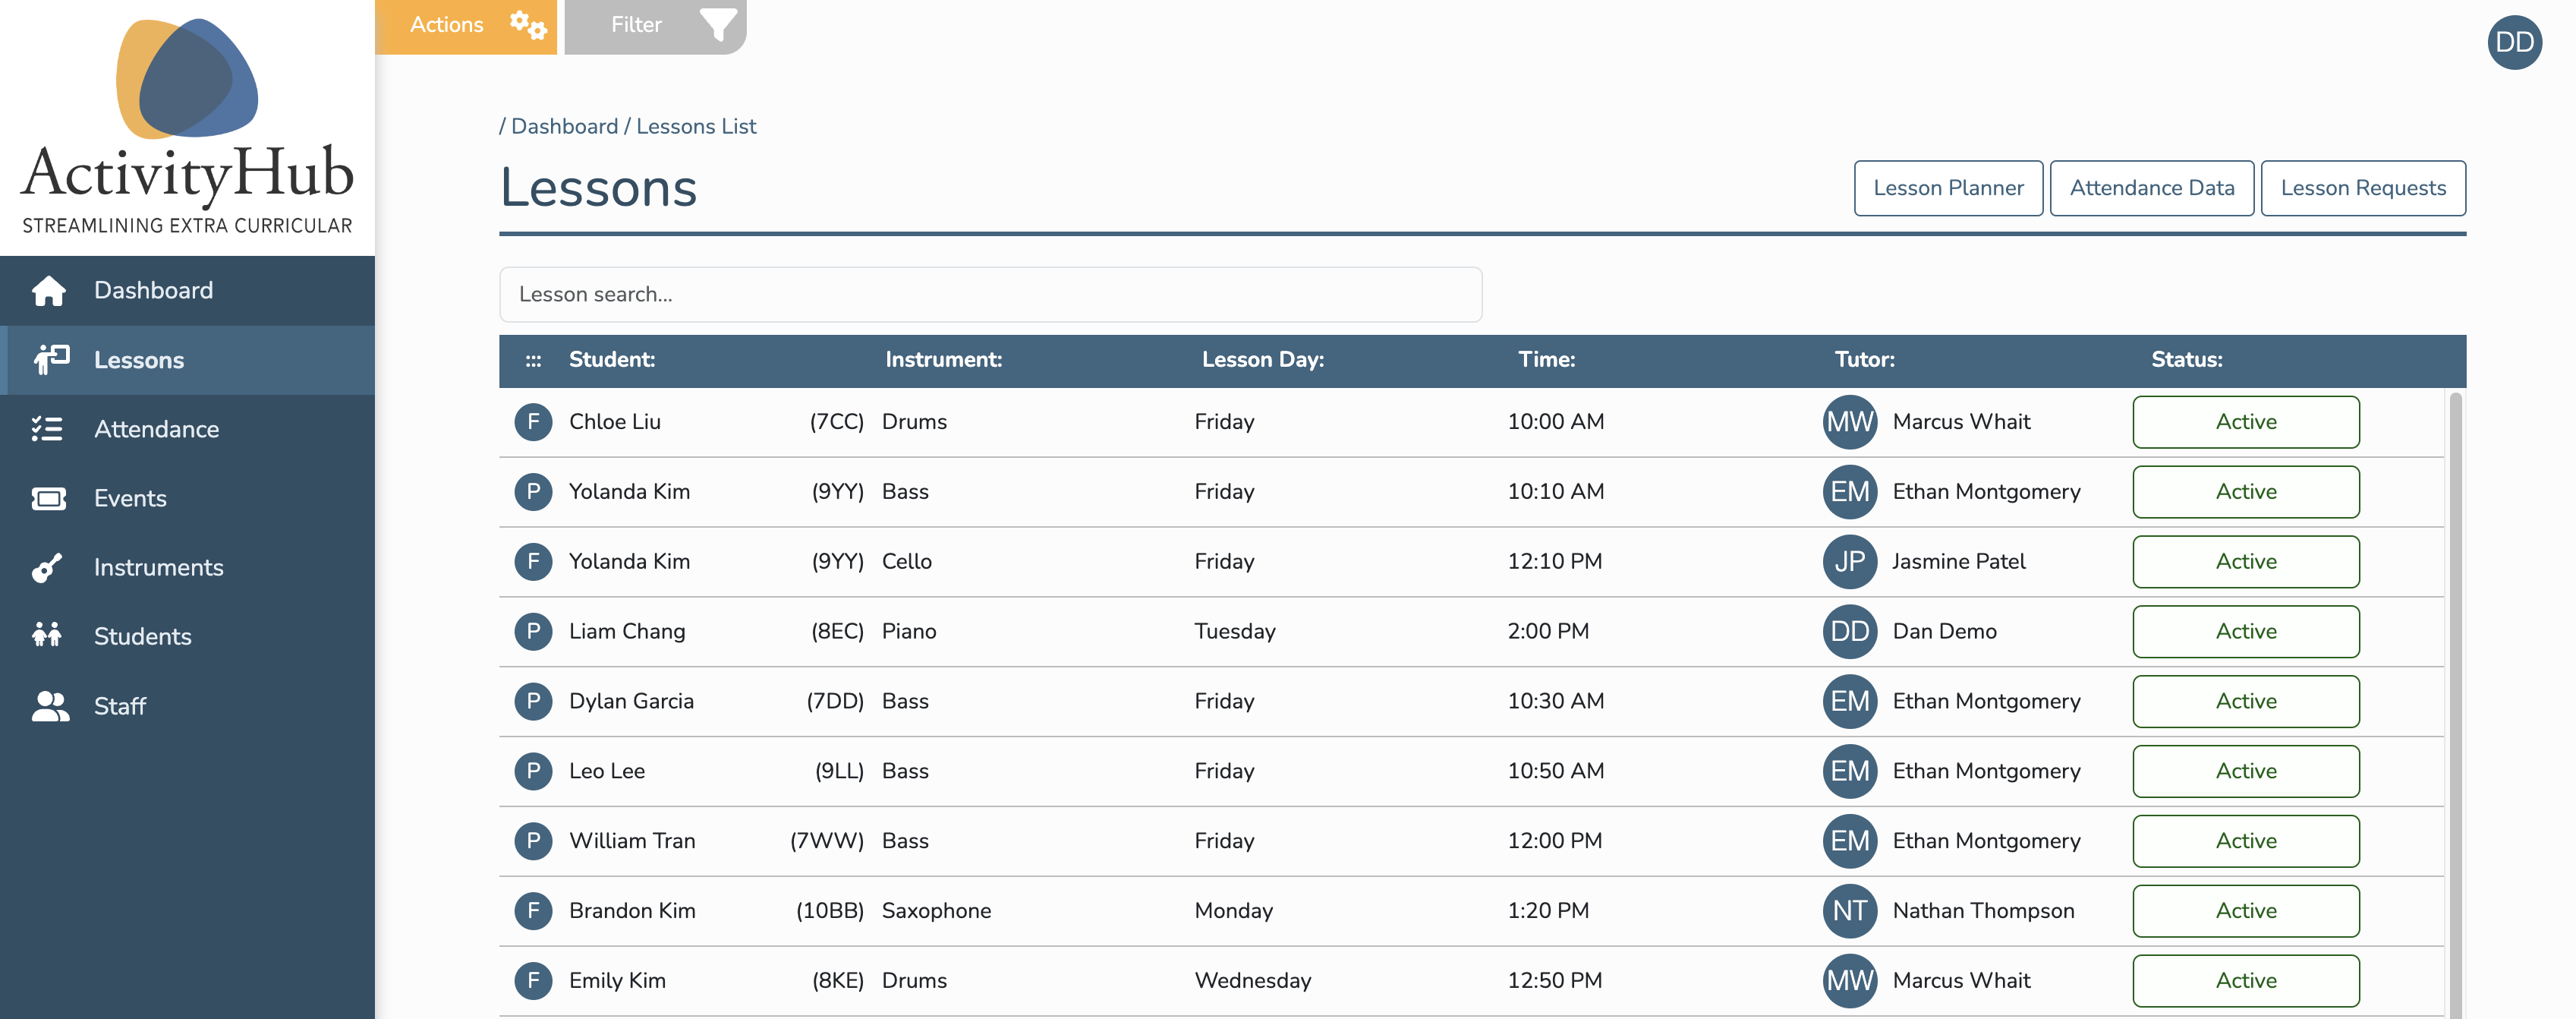 Actions
Filter
DD
ActivityHub
STREAMLINING EXTRA CURRICULAR
Dashboard
Lessons
Attendance
Events
Instruments
Students
Staff
/ Dashboard / Lessons List
Lessons
Lesson Planner
Attendance Data
Lesson Requests
Lesson search...
::: Student: Instrument: Lesson Day: Time: Tutor: Status:
F Chloe Liu (7CC) Drums Friday 10:00 AM MW Marcus Whait Active
P Yolanda Kim (9YY) Bass Friday 10:10 AM EM Ethan Montgomery Active
F Yolanda Kim (9YY) Cello Friday 12:10 PM JP Jasmine Patel Active
P Liam Chang (8EC) Piano Tuesday 2:00 PM DD Dan Demo Active
P Dylan Garcia (7DD) Bass Friday 10:30 AM EM Ethan Montgomery Active
P Leo Lee (9LL) Bass Friday 10:50 AM EM Ethan Montgomery Active
P William Tran (7WW) Bass Friday 12:00 PM EM Ethan Montgomery Active
F Brandon Kim (10BB) Saxophone Monday 1:20 PM NT Nathan Thompson Active
F Emily Kim (8KE) Drums Wednesday 12:50 PM MW Marcus Whait Active